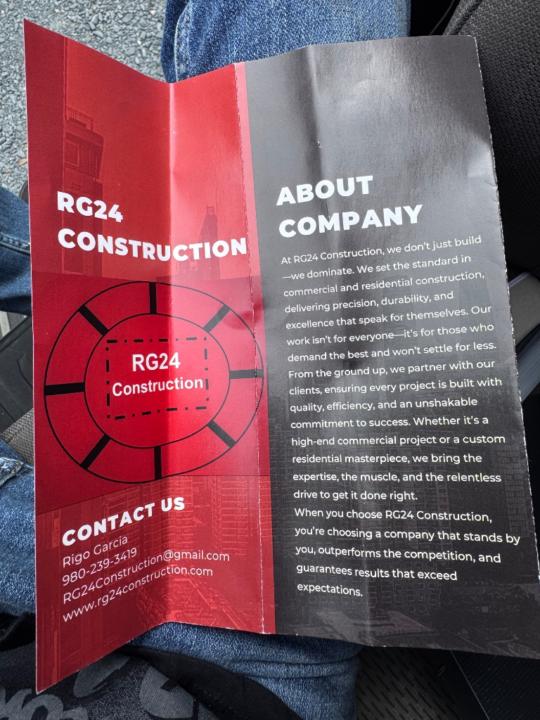 RG24
CONSTRUCTION
RG24
Construction
CONTACT US
Rigo Garcia
980-239-3419
RG24Construction@gmail.com
www.rg24construction.com
ABOUT
COMPANY
At RG24 Construction, we don't just build
—we dominate. We set the standard in
commercial and residential construction,
delivering precision, durability, and
excellence that speak for themselves. Our
work isn't for everyone—it's for those who
demand the best and won't settle for less.
From the ground up, we partner with our
clients, ensuring every project is built with
quality, efficiency, and an unshakable
commitment to success. Whether it's a
high-end commercial project or a custom
residential masterpiece, we bring the
expertise, the muscle, and the relentless
drive to get it done right.
When you choose RG24 Construction,
you're choosing a company that stands by
you, outperforms the competition, and
guarantees results that exceed
expectations.